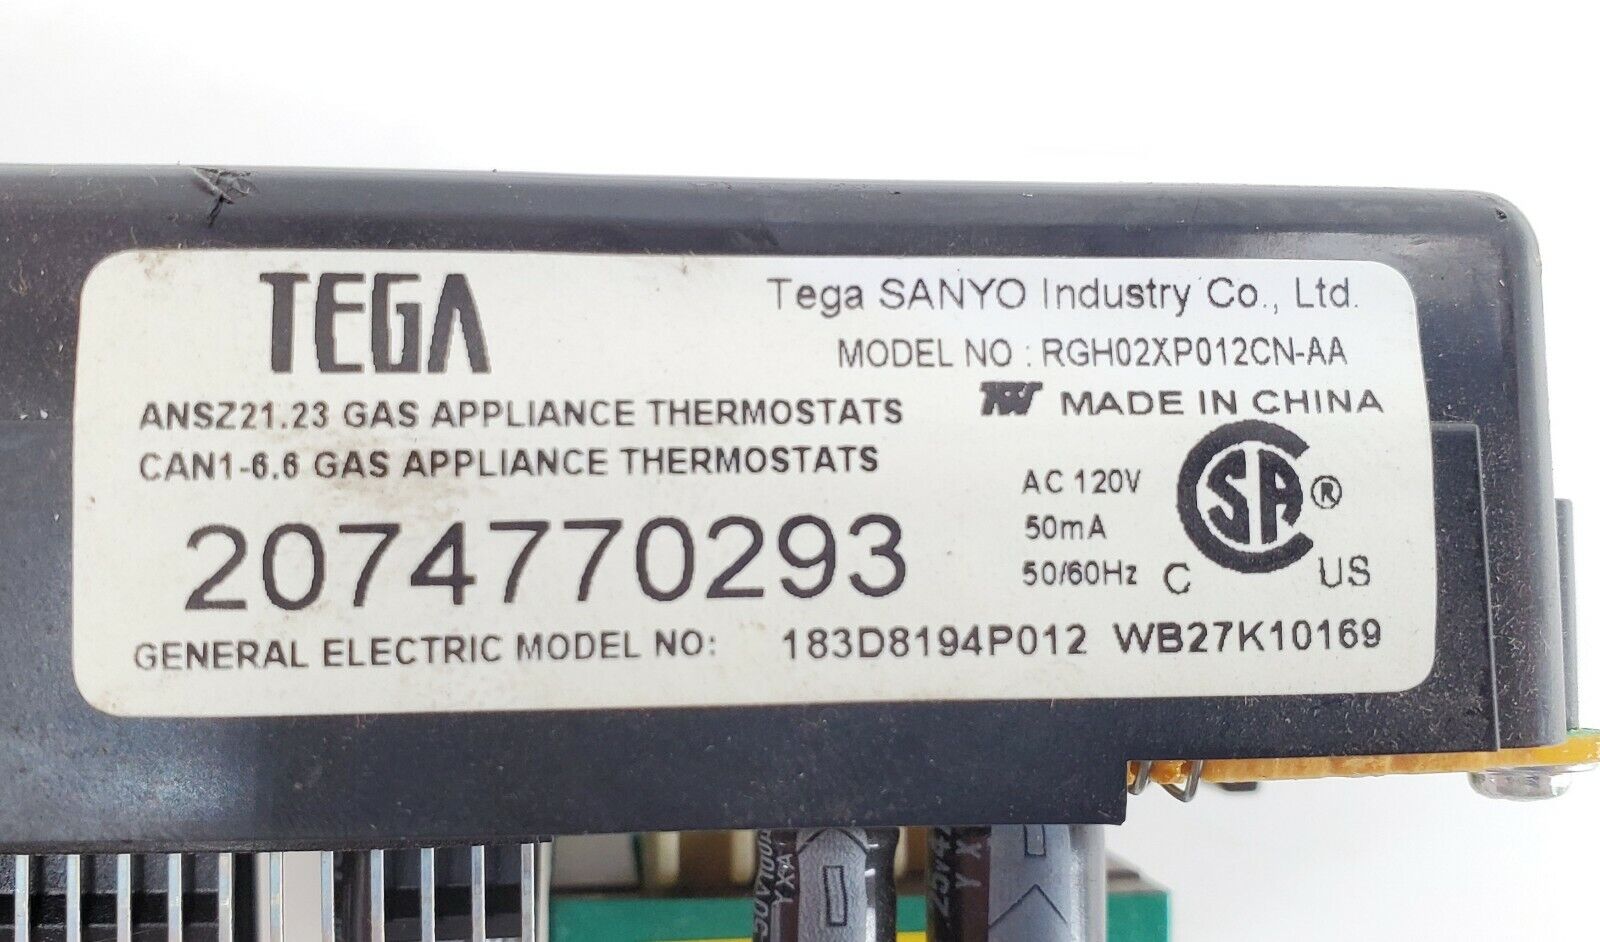 TEGA
Tega SANYO Industry Co., Ltd.
MODEL NO : RGH02XP012CN-AA
MADE IN CHINA
ANSZ21.23 GAS APPLIANCE THERMOSTATS
CAN1-6.6 GAS APPLIANCE THERMOSTATS
AC 120V
50mA
50/60Hz
C SA ® US
2074770293
GENERAL ELECTRIC MODEL NO: 183D8194P012 WB27K10169